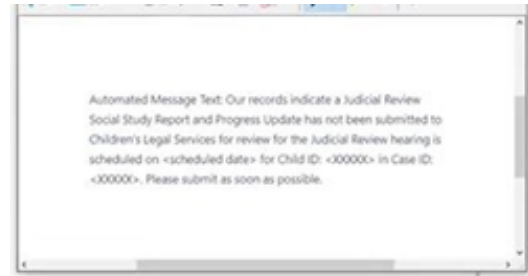 Automated Message Text: Our records indicate a Judicial Review
Social Study Report and Progress Update has not been submitted to
Children's Legal Services for review for the Judicial Review hearing is
scheduled on <scheduled date> for Child ID: <XXXXX> in Case ID:
<XXXXX>. Please submit as soon as possible.